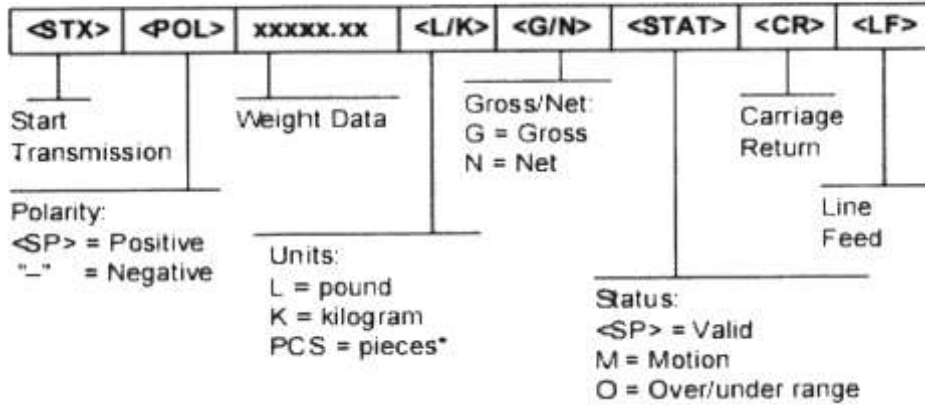 <STX> <POL> xxxxx.xx <L/K> <G/N> <STAT> <CR> <LF>
Start
Transmission
Weight Data
Gross/Net:
G = Gross
N = Net
Carriage
Return
Polarity:
<SP> = Positive
"–" = Negative
Units:
L = pound
K = kilogram
PCS = pieces*
Line
Feed
Status:
<SP> = Valid
M = Motion
O = Over/under range